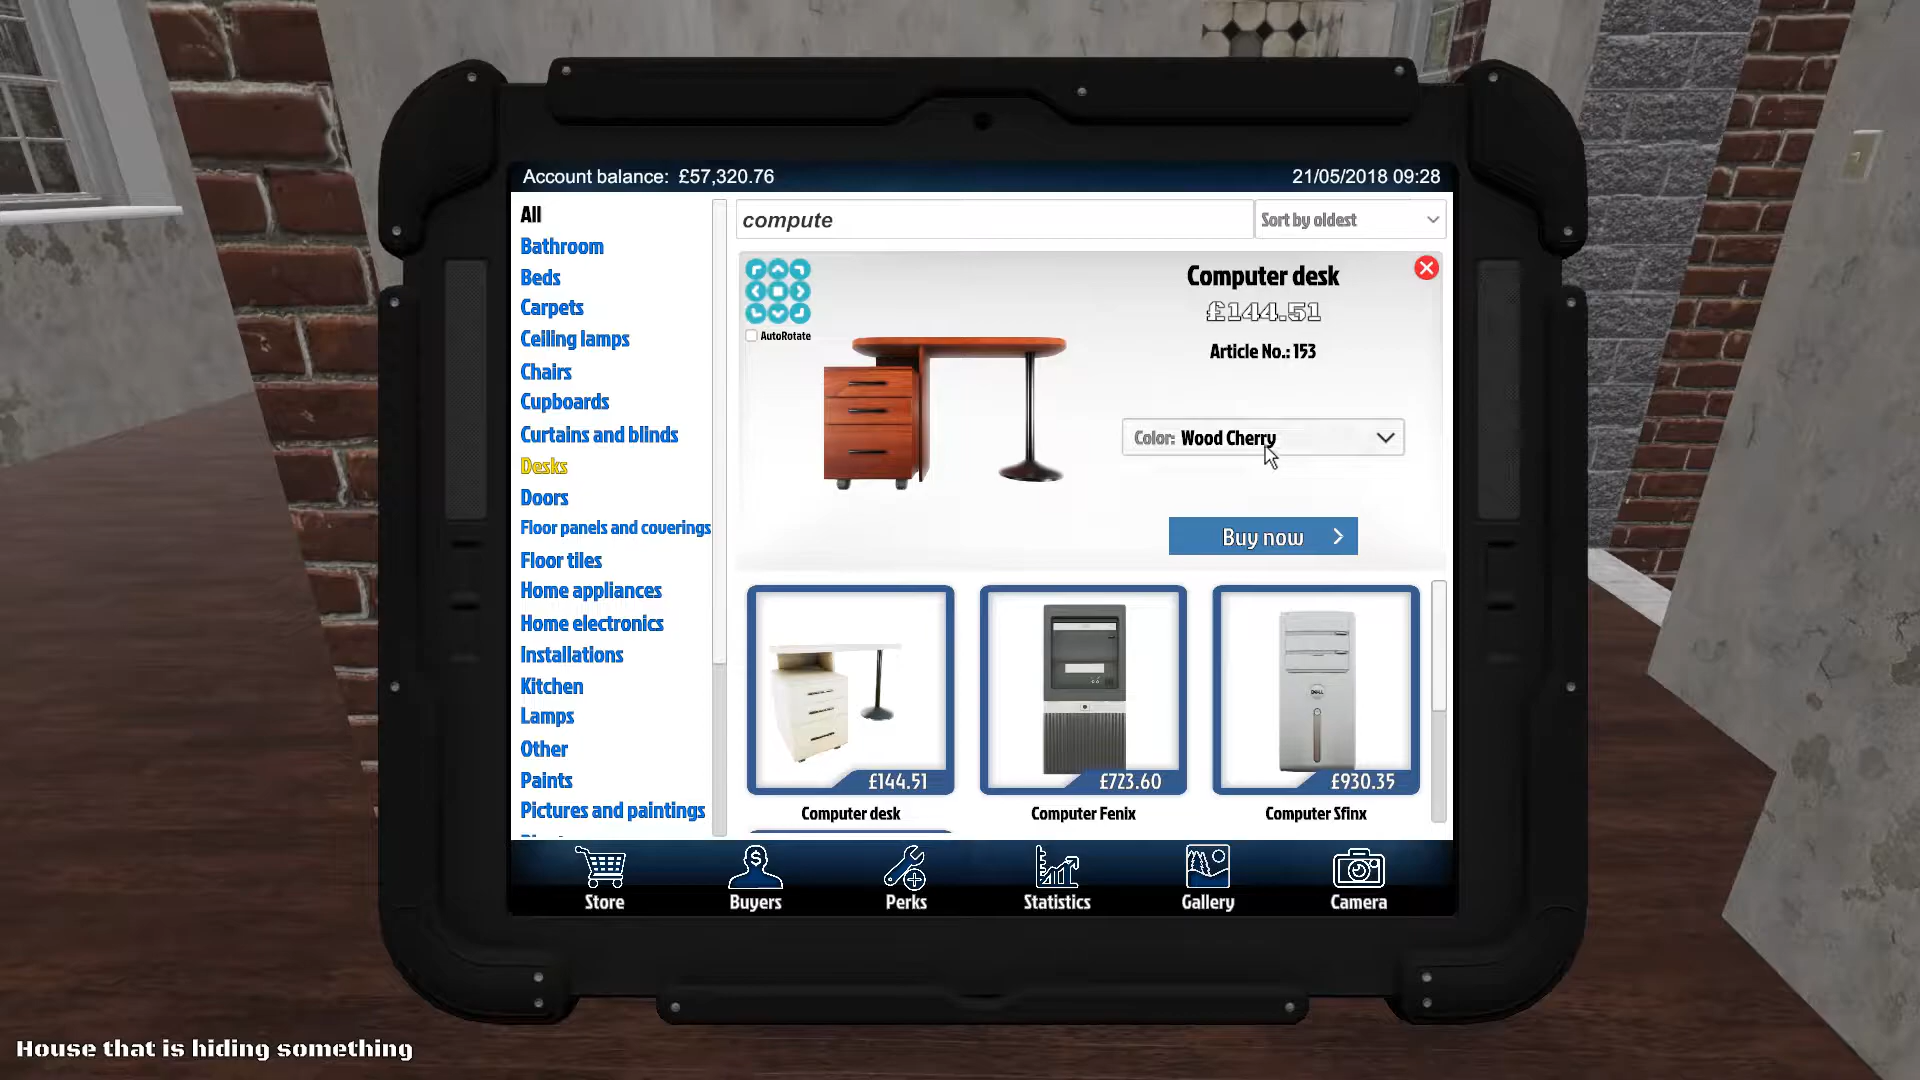 Account balance: £57,320.76
21/05/2018 09:28
All
Bathroom
Beds
Carpets
Ceiling lamps
Chairs
Cupboards
Curtains and blinds
Desks
Doors
Floor panels and coverings
Floor tiles
Home appliances
Home electronics
Installations
Kitchen
Lamps
Other
Paints
Pictures and paintings
compute
Sort by oldest
AutoRotate
Computer desk
£144.51
Article No.: 153
Color: Wood Cherry
Buy now
£144.51
Computer desk
£723.60
Computer Fenix
DELL
£930.35
Computer Sfinx
Store
Buyers
Perks
Statistics
Gallery
Camera
House that is hiding something